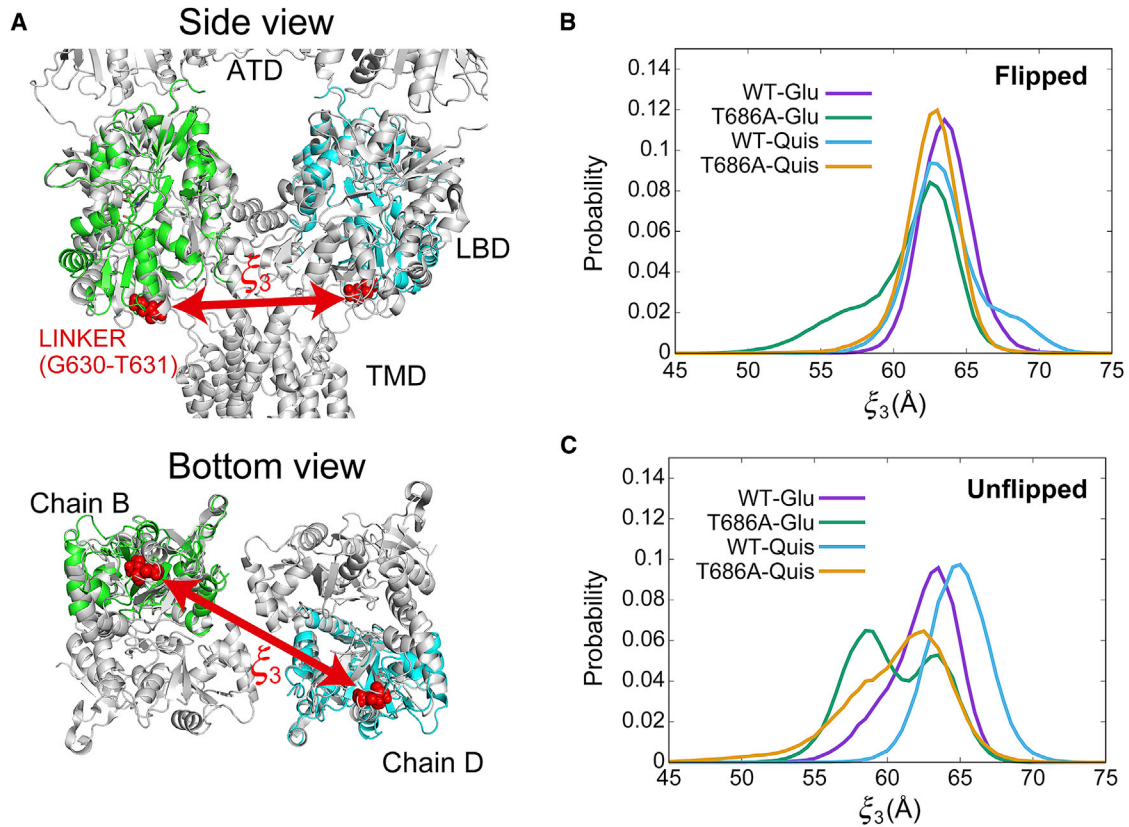 A
Side view
ATD
LBD
ξ3
LINKER
(G630-T631)
TMD
Bottom view
Chain B
ξ3
Chain D
B
Flipped
WT-Glu
T686A-Glu
WT-Quis
T686A-Quis
Probability
0.14
0.12
0.1
0.08
0.06
0.04
0.02
0
45 50 55 60 65 70 75
ξ3(Å)
C
Unflipped
WT-Glu
T686A-Glu
WT-Quis
T686A-Quis
Probability
0.14
0.12
0.1
0.08
0.06
0.04
0.02
0
45 50 55 60 65 70 75
ξ3(Å)